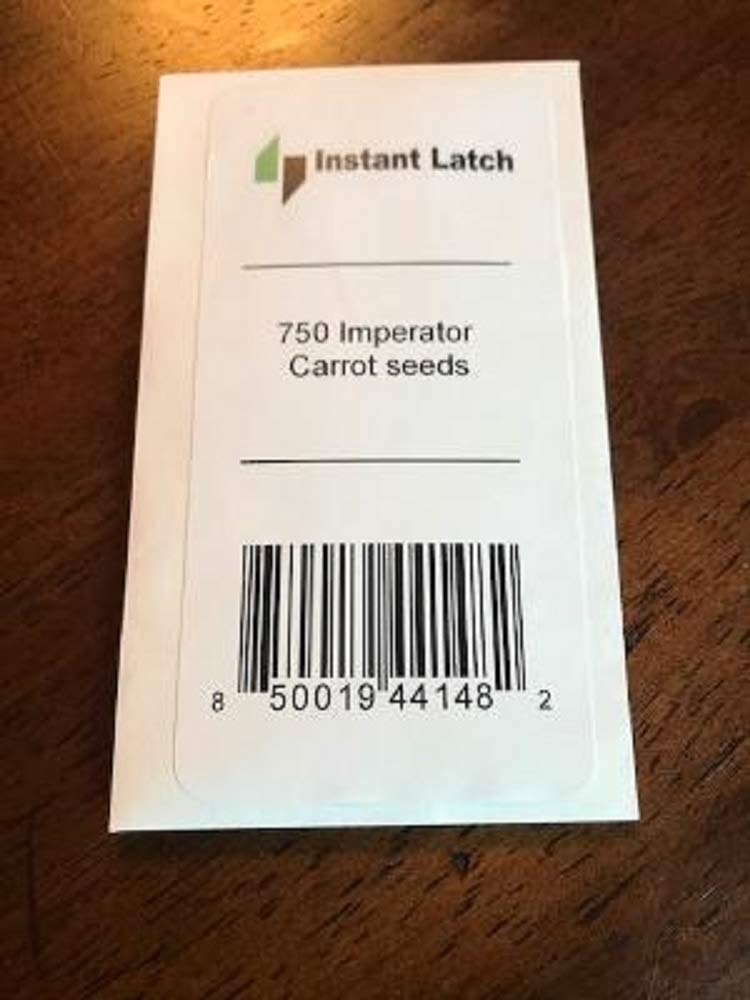 Instant Latch
750 Imperator
Carrot seeds
8 50019 44148 2